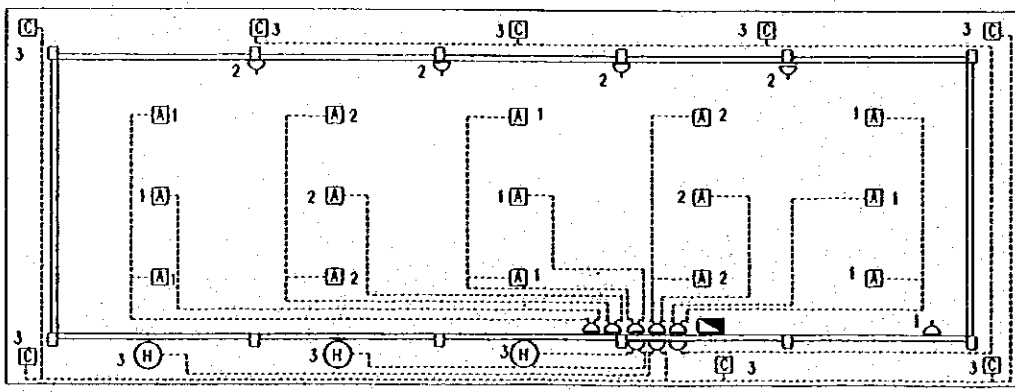 C C 3 3 C 3 C 3 C
3 3
2 2 2 2
A 1 A 2 A 1 A 2 1 A
1 A 2 A 1 A 2 A A 1
A 1 A 2 A 1 A 2 1 A
1
3 3 H 3 H 3 H 3
C C 3 C